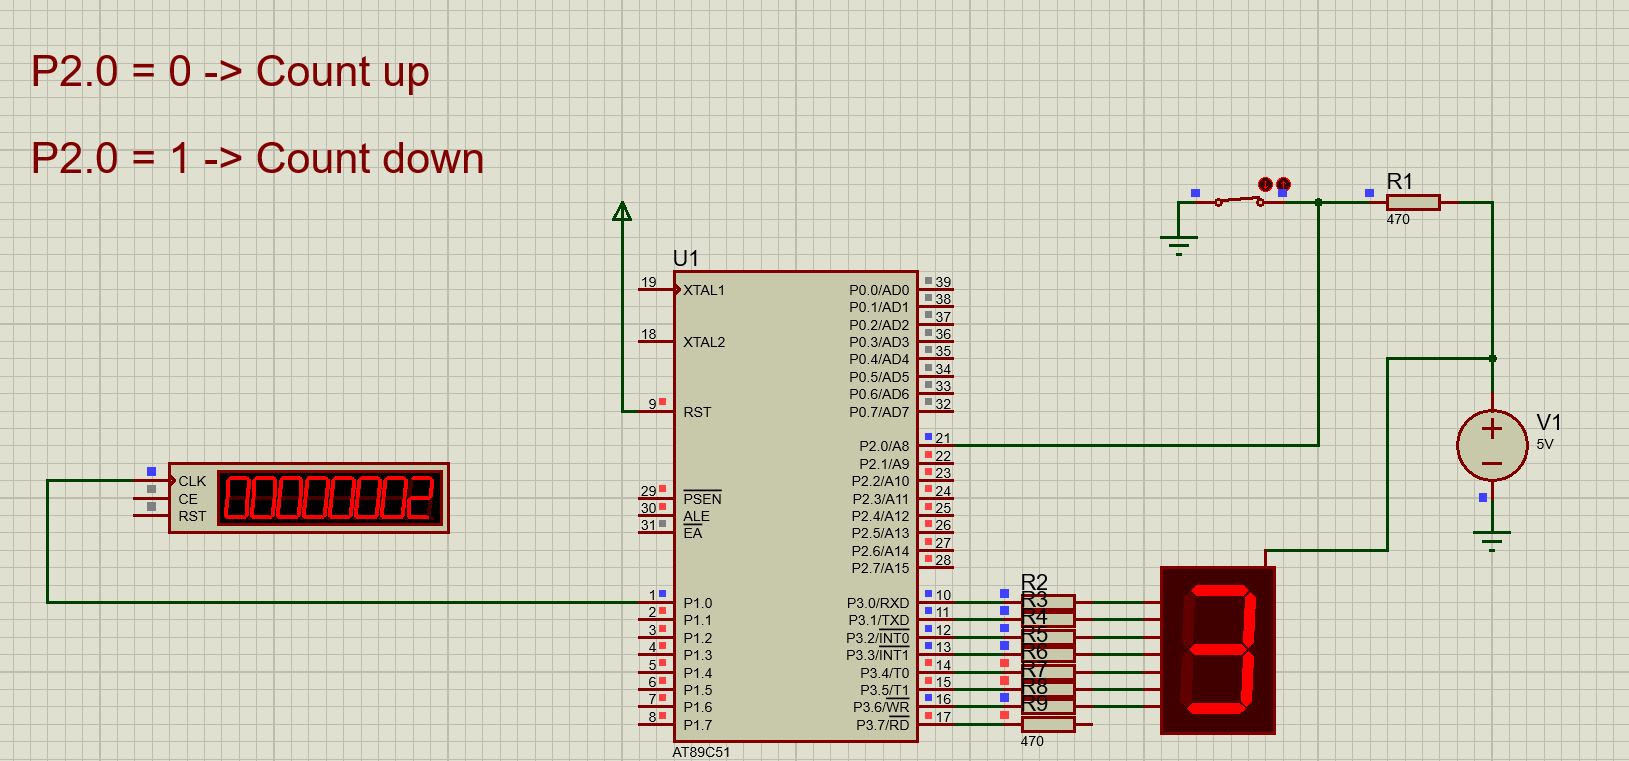 P2.0 = 0 -> Count up
P2.0 = 1 -> Count down
R1
470
U1
19 XTAL1
18 XTAL2
9 RST
29 PSEN
30 ALE
31 EA
1 P1.0
2 P1.1
3 P1.2
4 P1.3
5 P1.4
6 P1.5
7 P1.6
8 P1.7
P0.0/AD0 39
P0.1/AD1 38
P0.2/AD2 37
P0.3/AD3 36
P0.4/AD4 35
P0.5/AD5 34
P0.6/AD6 33
P0.7/AD7 32
P2.0/A8 21
P2.1/A9 22
P2.2/A10 23
P2.3/A11 24
P2.4/A12 25
P2.5/A13 26
P2.6/A14 27
P2.7/A15 28
P3.0/RXD 10
P3.1/TXD 11
P3.2/INT0 12
P3.3/INT1 13
P3.4/T0 14
P3.5/T1 15
P3.6/WR 16
P3.7/RD 17
AT89C51
CLK
CE
RST
00000002
V1
5V
R2
R3
R4
R5
R6
R7
R8
R9
470
3